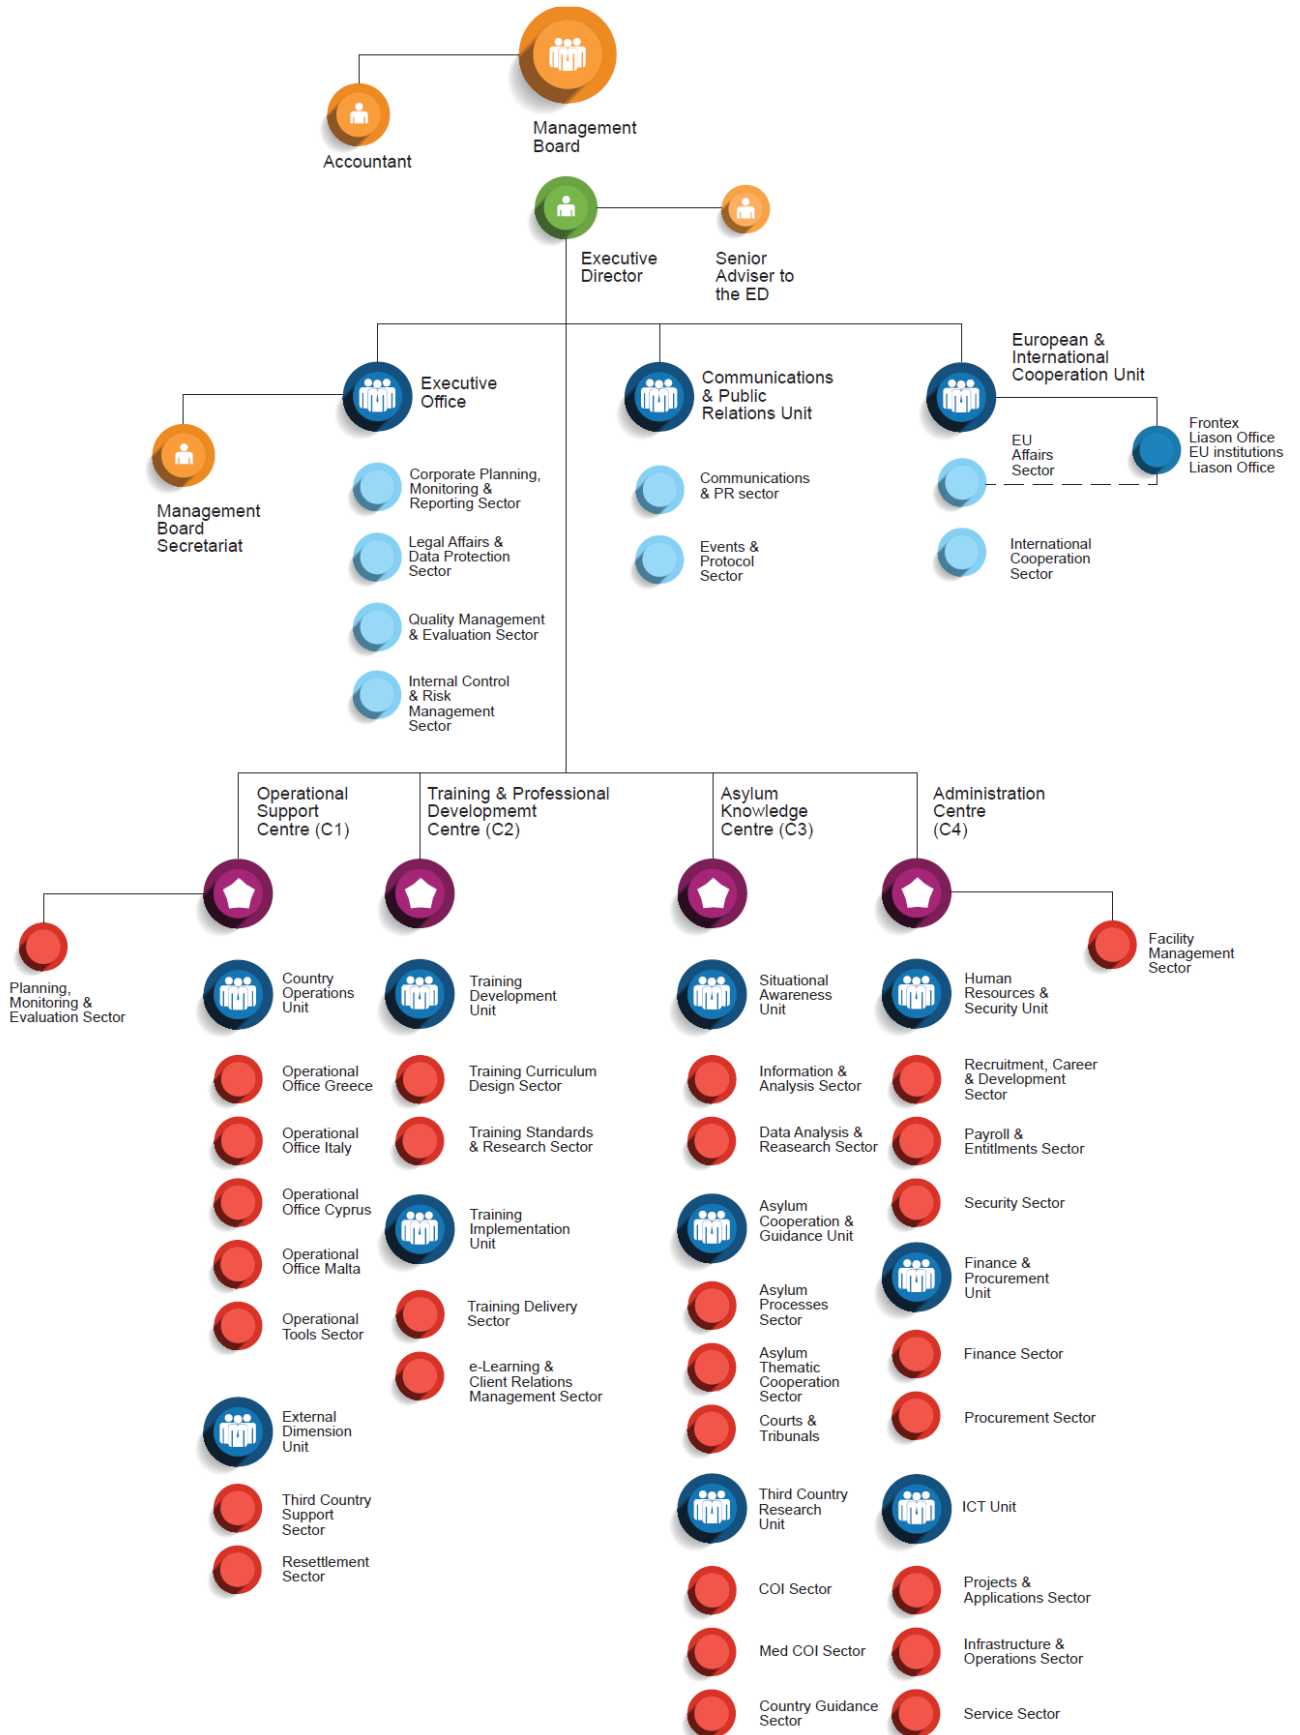 Management
Board
Accountant
Executive
Director
Senior
Adviser to
the ED
Executive
Office
Communications
& Public
Relations Unit
European &
International
Cooperation Unit
Management
Board
Secretariat
Corporate Planning,
Monitoring &
Reporting Sector
Legal Affairs &
Data Protection
Sector
Quality Management
& Evaluation Sector
Internal Control
& Risk
Management
Sector
Communications
& PR sector
Events &
Protocol
Sector
EU
Affairs
Sector
International
Cooperation
Sector
Frontex
Liason Office
EU institutions
Liason Office
Operational
Support
Centre (C1)
Training & Professional
Developmemt
Centre (C2)
Asylum
Knowledge
Centre (C3)
Administration
Centre
(C4)
Planning,
Monitoring &
Evaluation Sector
Country
Operations
Unit
Operational
Office Greece
Operational
Office Italy
Operational
Office Cyprus
Operational
Office Malta
Operational
Tools Sector
External
Dimension
Unit
Third Country
Support
Sector
Resettlement
Sector
Training
Development
Unit
Training Curriculum
Design Sector
Training Standards
& Research Sector
Training
Implementation
Unit
Training Delivery
Sector
e-Learning &
Client Relations
Management Sector
Situational
Awareness
Unit
Information &
Analysis Sector
Data Analysis &
Reasearch Sector
Asylum
Cooperation &
Guidance Unit
Asylum
Processes
Sector
Asylum
Thematic
Cooperation
Sector
Courts &
Tribunals
Third Country
Research
Unit
COI Sector
Med COI Sector
Country Guidance
Sector
Human
Resources &
Security Unit
Recruitment, Career
& Development
Sector
Payroll &
Entitlments Sector
Security Sector
Finance &
Procurement
Unit
Finance Sector
Procurement Sector
ICT Unit
Projects &
Applications Sector
Infrastructure &
Operations Sector
Service Sector
Facility
Management
Sector